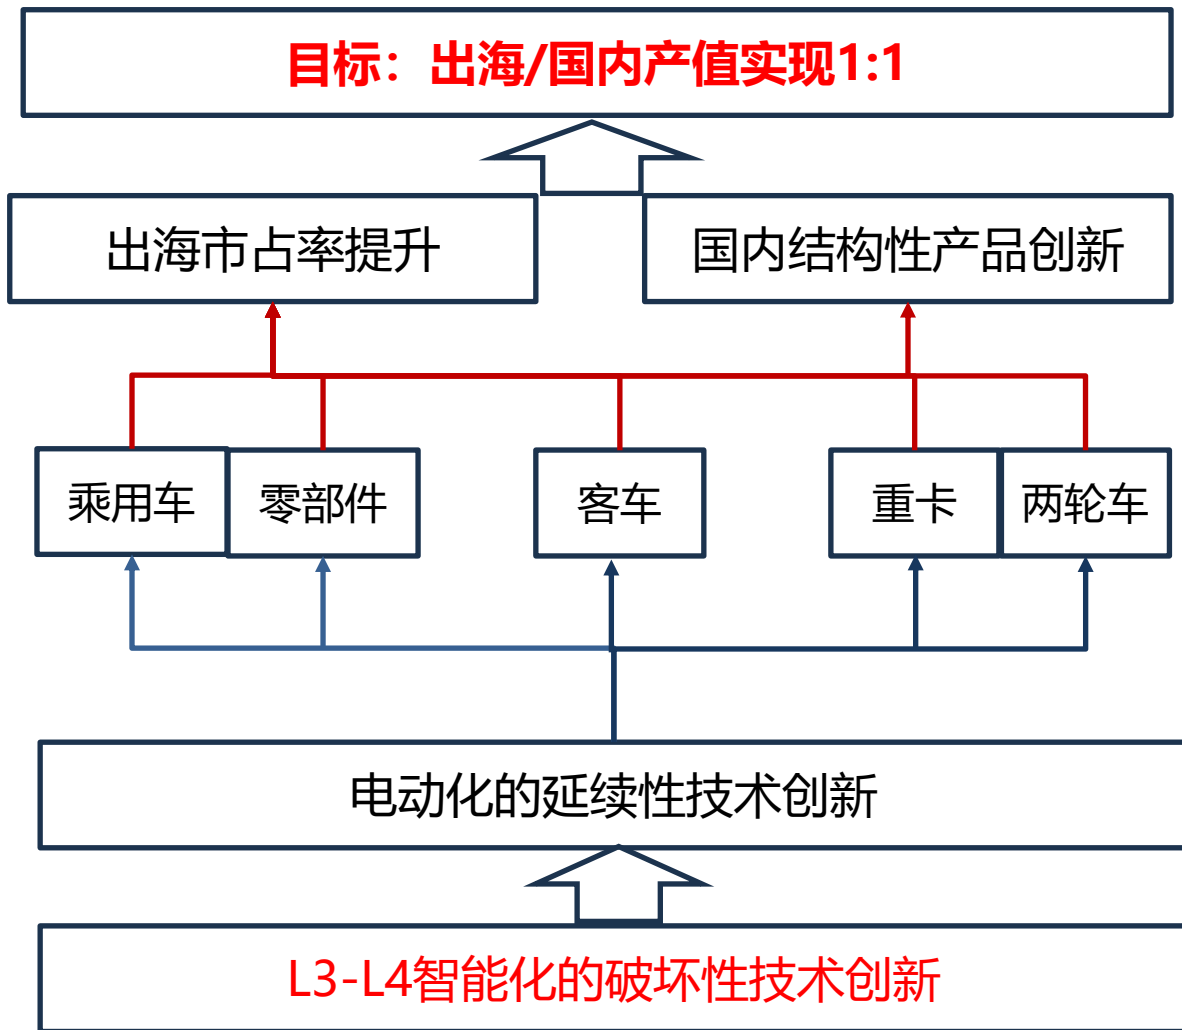 目标：出海/国内产值实现1:1
出海市占率提升
国内结构性产品创新
乘用车
零部件
客车
重卡
两轮车
电动化的延续性技术创新
L3-L4智能化的破坏性技术创新